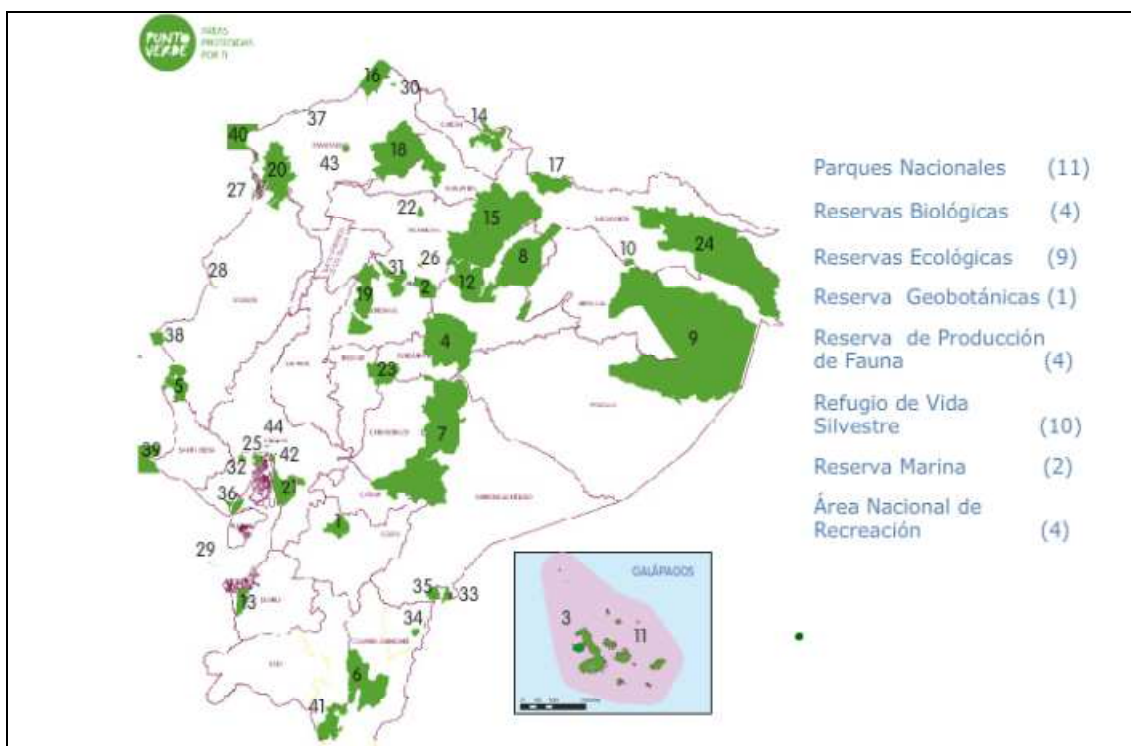 PUNTO
VERDE
ÁREAS
PROTEGIDAS
POR TI
16
30
37
14
40
18
43
20
17
27
22
15
24
10
8
26
31
28
2
12
19
38
4
9
23
5
7
44
25
42
39
32
21
36
1
29
GALÁPAGOS
35
33
3
13
11
34
6
41
Parques Nacionales (11)
Reservas Biológicas (4)
Reservas Ecológicas (9)
Reserva Geobotánicas (1)
Reserva de Producción
de Fauna (4)
Refugio de Vida
Silvestre (10)
Reserva Marina (2)
Área Nacional de
Recreación (4)